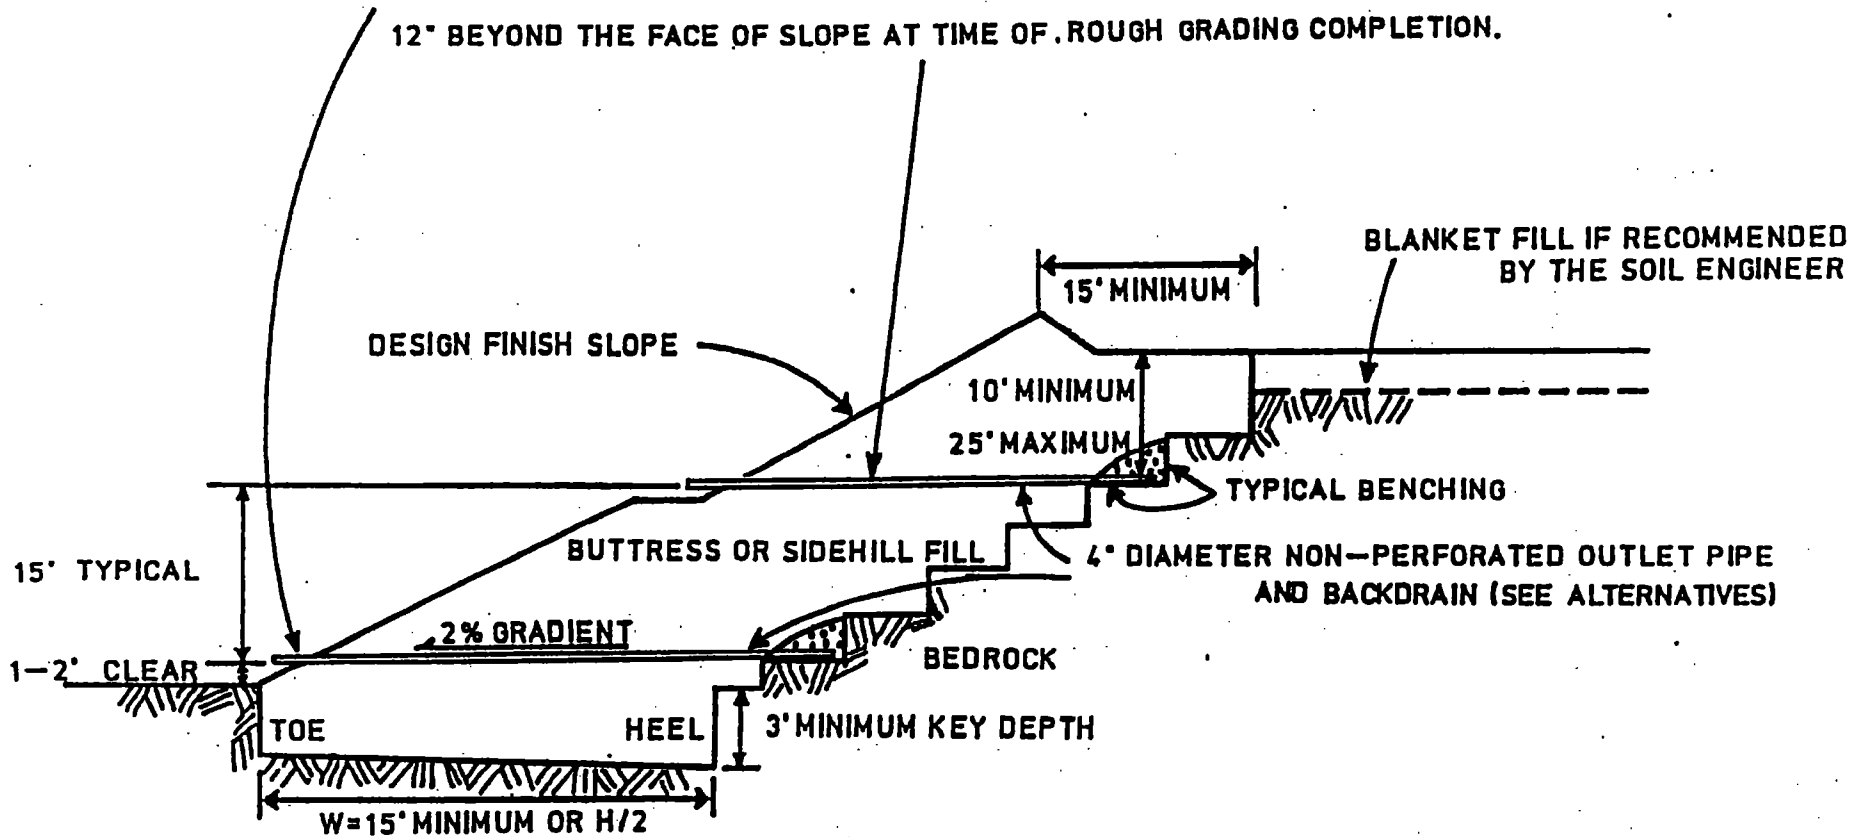 12" BEYOND THE FACE OF SLOPE AT TIME OF ROUGH GRADING COMPLETION.
BLANKET FILL IF RECOMMENDED
BY THE SOIL ENGINEER
15' MINIMUM
DESIGN FINISH SLOPE
10' MINIMUM
25' MAXIMUM
TYPICAL BENCHING
BUTTRESS OR SIDEHILL FILL
4" DIAMETER NON-PERFORATED OUTLET PIPE
AND BACKDRAIN (SEE ALTERNATIVES)
15' TYPICAL
2% GRADIENT
1-2' CLEAR
BEDROCK
TOE
HEEL
3' MINIMUM KEY DEPTH
W=15' MINIMUM OR H/2